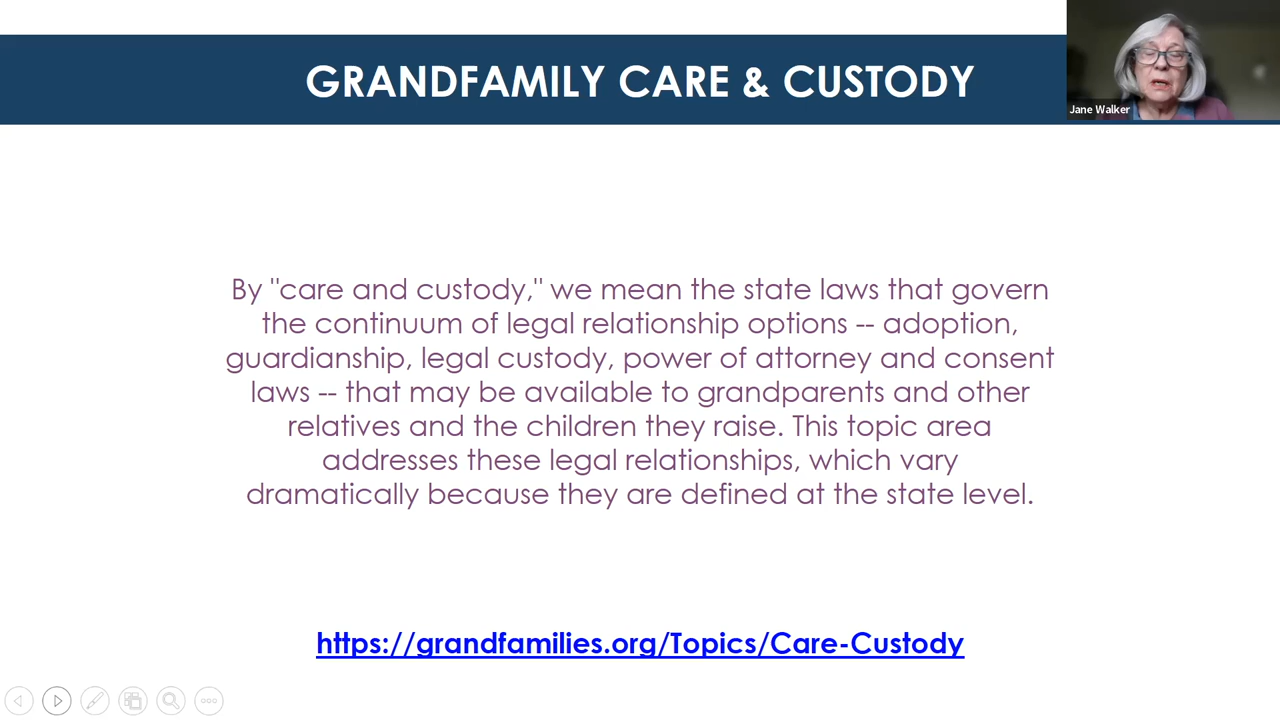 GRANDFAMILY CARE & CUSTODY
Jane Walker
By "care and custody," we mean the state laws that govern
the continuum of legal relationship options -- adoption,
guardianship, legal custody, power of attorney and consent
laws -- that may be available to grandparents and other
relatives and the children they raise. This topic area
addresses these legal relationships, which vary
dramatically because they are defined at the state level.
https://grandfamilies.org/Topics/Care-Custody